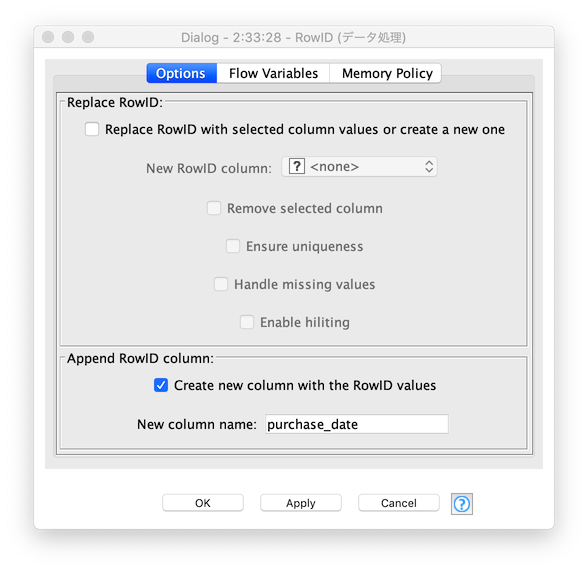 Dialog - 2:33:28 - RowID (データ処理)
Options Flow Variables Memory Policy
Replace RowID:
Replace RowID with selected column values or create a new one
New RowID column: ? <none>
Remove selected column
Ensure uniqueness
Handle missing values
Enable hiliting
Append RowID column:
Create new column with the RowID values
New column name: purchase_date
OK Apply Cancel ?